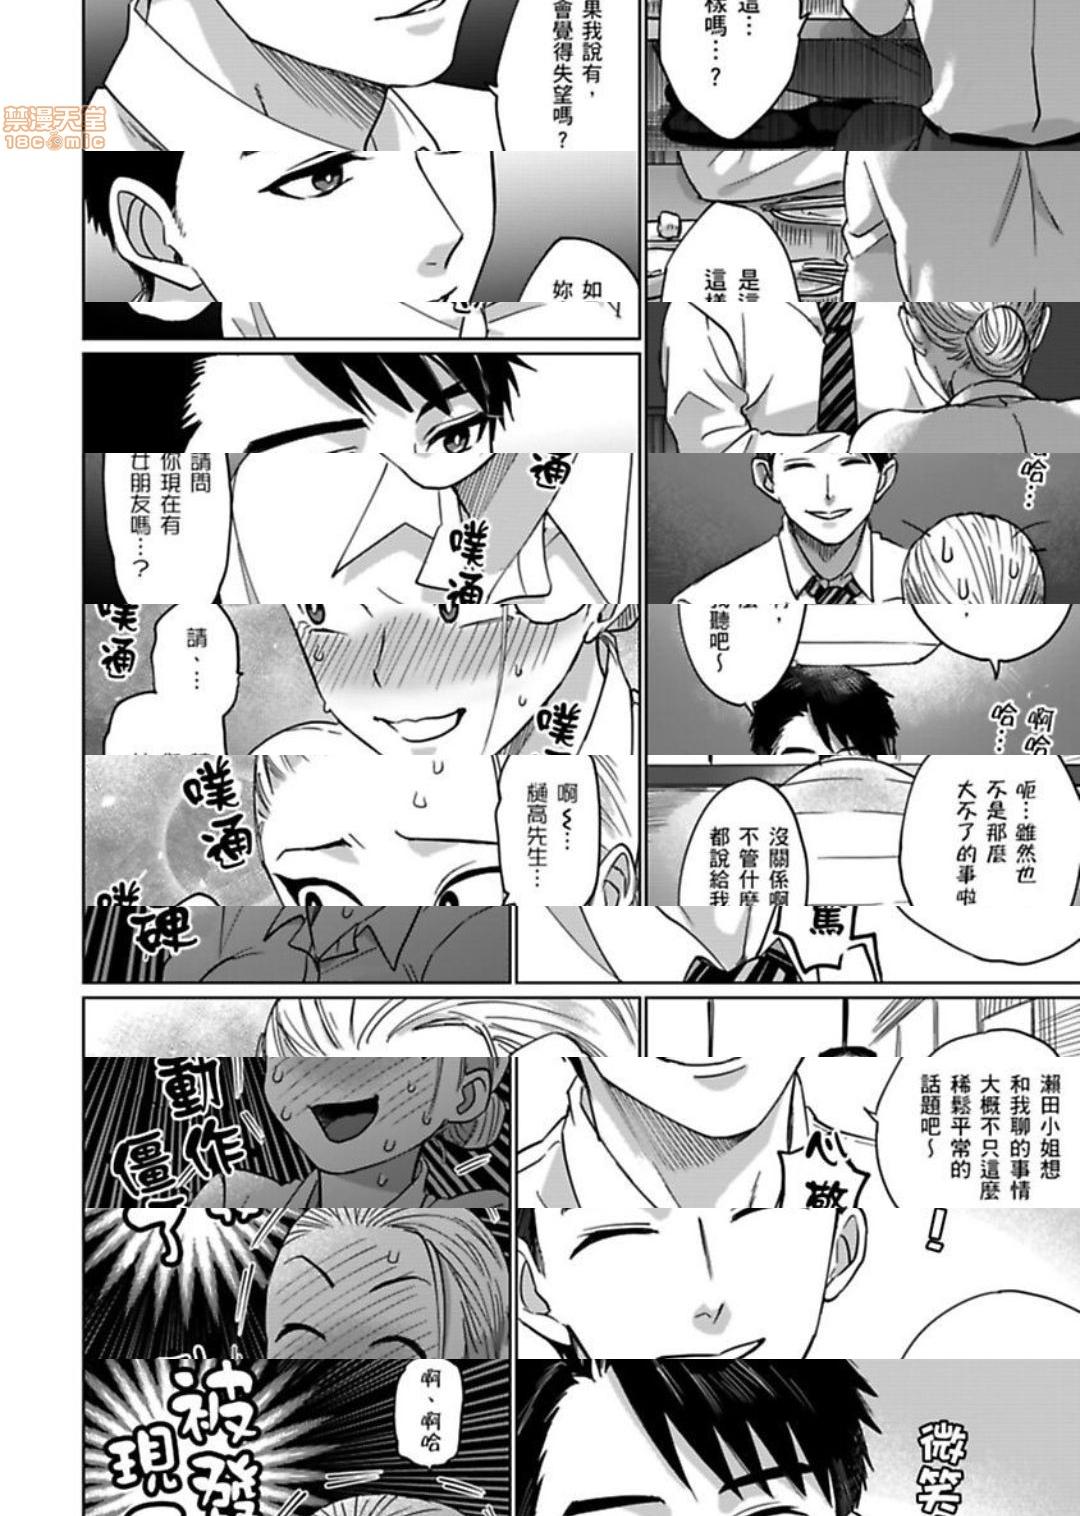 微笑
瀨田小姐想
和我聊的事情
大概不只這麼
稀鬆平常的
話題吧～
！
心
驚
呃…雖然也
不是那麼
大不了的事啦
沒關係啊
不管什麼
都說給我
我聽吧～
啊哈
哈…
哈…
是這
這樣
這…
樣嗎…？
被發
現
啊、啊哈
動作
僵
了
硬
啊～…
樋高先生…
噗通
噗
請、…
噗通
噗通
噗
請問
你現在有
女朋友嗎…？
噗通
通
如
妳
果我說有，
會覺得失望嗎？
禁漫天堂
18comic